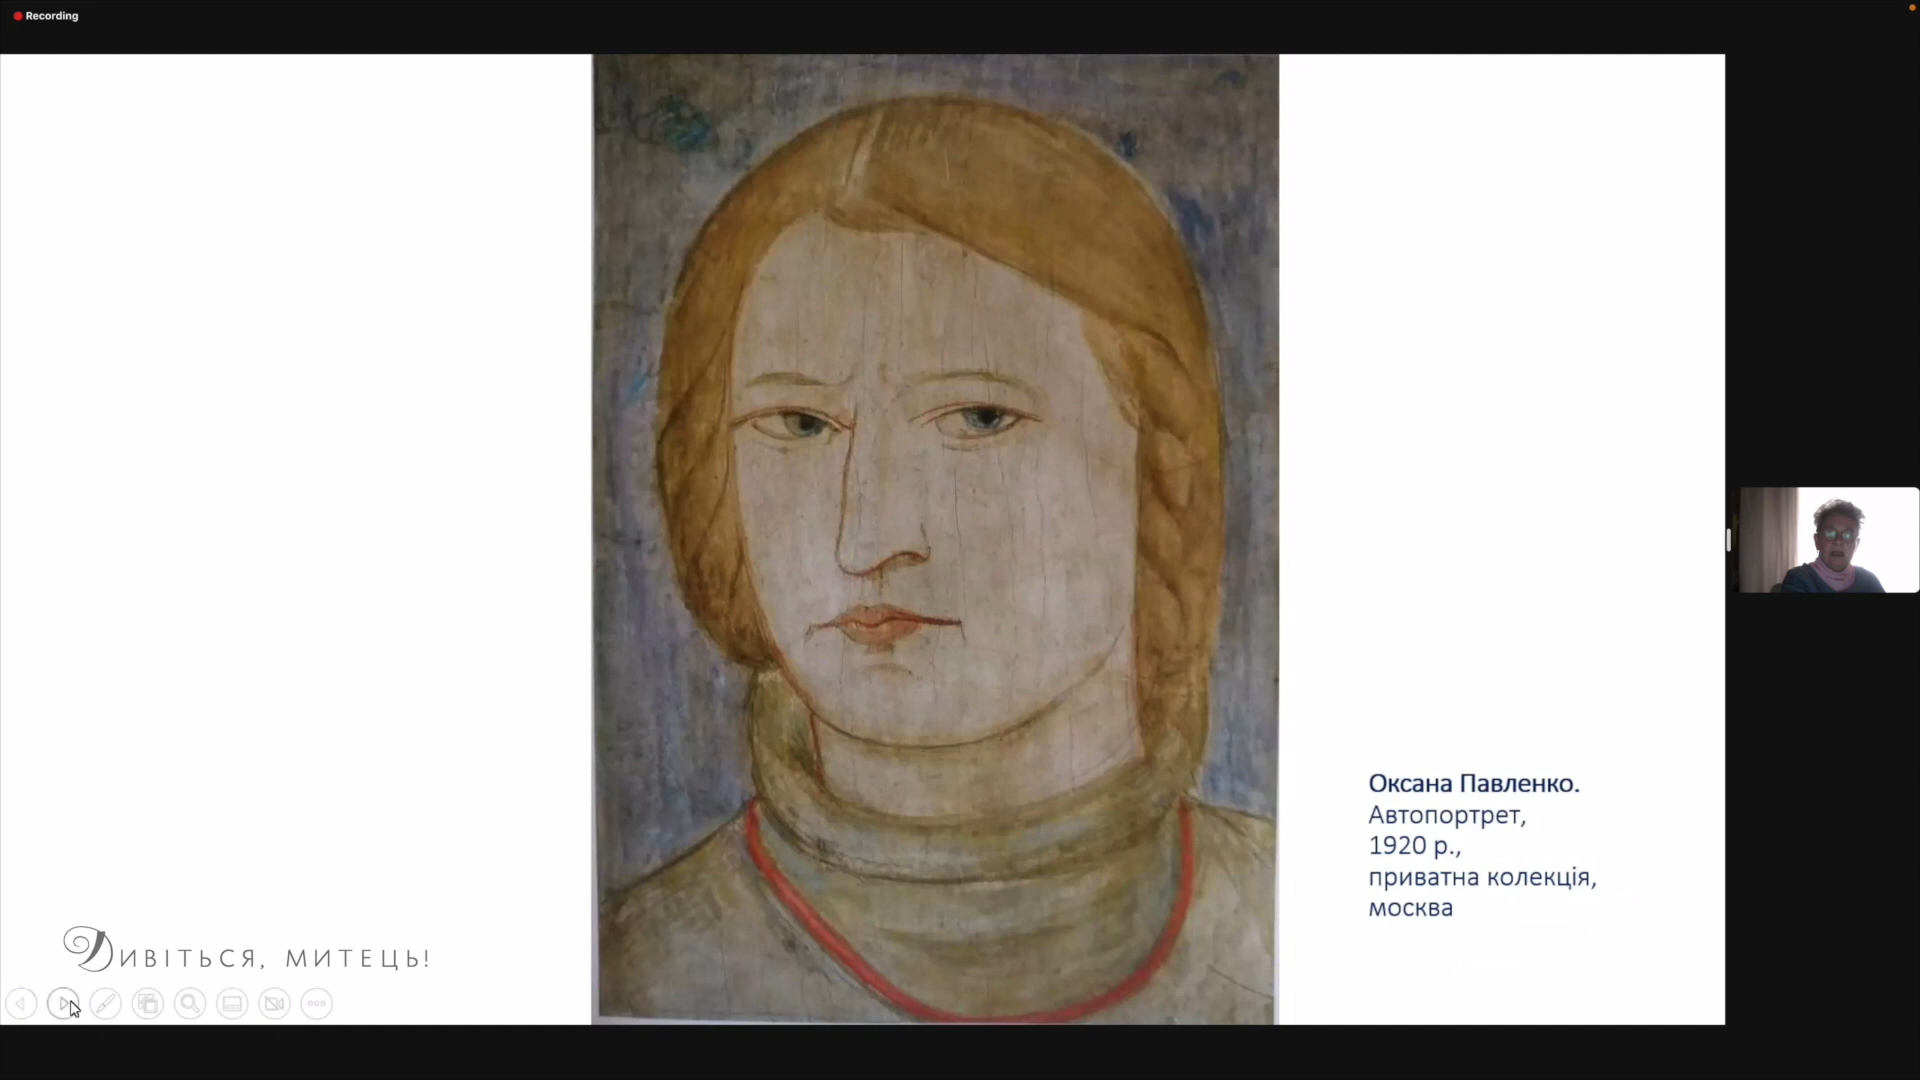 Recording
Оксана Павленко.
Автопортрет,
1920 р.,
приватна колекція,
москва
Дивіться, митець!